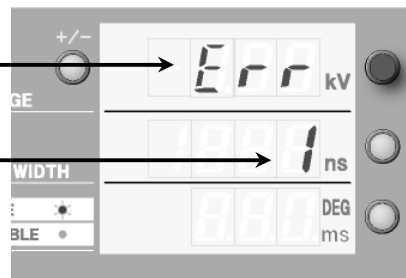 +/–
Err kV
GE
1 ns
WIDTH
E DEG
BLE ms